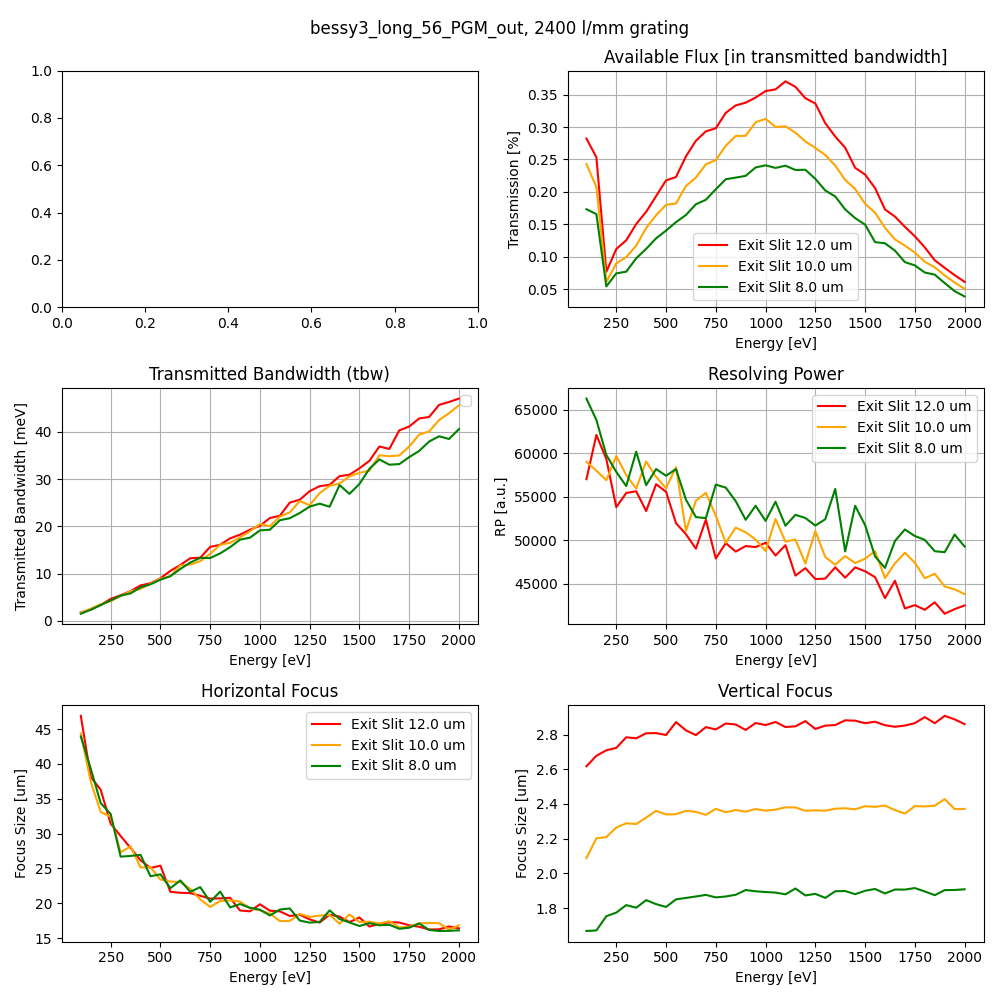 bessy3_long_56_PGM_out, 2400 l/mm grating
1.0
0.8
0.6
0.4
0.2
0.0
0.0 0.2 0.4 0.6 0.8 1.0
Available Flux [in transmitted bandwidth]
Transmission [%]
0.35
0.30
0.25
0.20
0.15
0.10
0.05
Exit Slit 12.0 um
Exit Slit 10.0 um
Exit Slit 8.0 um
250 500 750 1000 1250 1500 1750 2000
Energy [eV]
Transmitted Bandwidth (tbw)
Transmitted Bandwidth [meV]
40
30
20
10
0
250 500 750 1000 1250 1500 1750 2000
Energy [eV]
Resolving Power
RP [a.u.]
65000
60000
55000
50000
45000
Exit Slit 12.0 um
Exit Slit 10.0 um
Exit Slit 8.0 um
250 500 750 1000 1250 1500 1750 2000
Energy [eV]
Horizontal Focus
Focus Size [um]
45
40
35
30
25
20
15
Exit Slit 12.0 um
Exit Slit 10.0 um
Exit Slit 8.0 um
250 500 750 1000 1250 1500 1750 2000
Energy [eV]
Vertical Focus
Focus Size [um]
2.8
2.6
2.4
2.2
2.0
1.8
250 500 750 1000 1250 1500 1750 2000
Energy [eV]